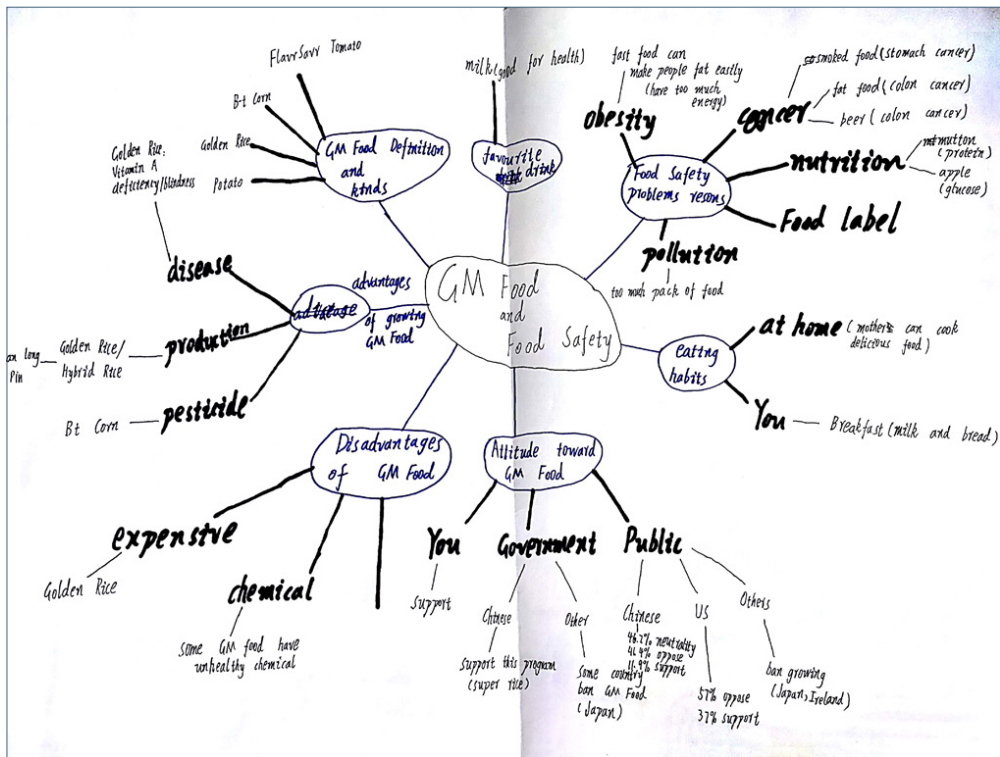 GM Food
and
Food Safety
GM Food Definition
and
kinds
FlavrSavr Tomato
Bt Corn
Golden Rice
Potato
favourite
drink
milk (good for health)
Food Safety
problems resons
obesity
fast food can
make people fat easily
(have too much
energy)
cancer
smoked food (stomach cancer)
fat food (colon cancer)
beer (colon cancer)
nutrition
mutton
(protein)
apple
(glucose)
Food label
pollution
too much pack of food
eating
habits
at home
(mother's can cook
delicious food)
You
Breakfast (milk and bread)
Attitude toward
GM Food
You
support
Government
Chinese
support this program
(super rice)
Other
some country
ban GM Food
(Japan)
Public
Chinese
46.7% neutrality
41.4% oppose
11.9% support
US
57% oppose
37% support
Others
ban growing
(Japan, Ireland)
Disadvantages
of GM Food
expensive
Golden Rice
chemical
some GM food have
unhealthy chemical
advantages
of growing
GM Food
disease
Golden Rice:
Vitamin A
deficiency/blindness
production
Golden Rice/
Hybrid Rice
long
Pin
pesticide
Bt Corn